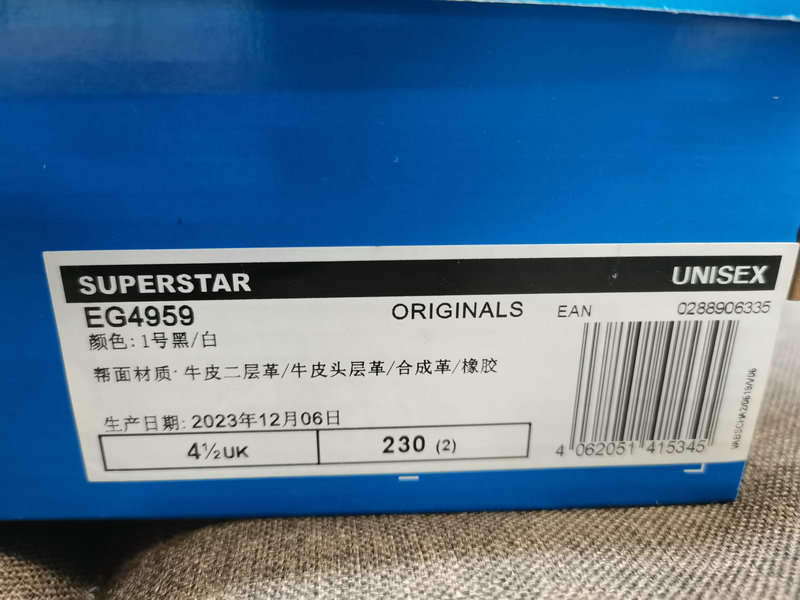 SUPERSTAR UNISEX
EG4959 ORIGINALS EAN 0288906335
颜色: 1号黑/白
帮面材质: 牛皮二层革/牛皮头层革/合成革/橡胶
生产日期: 2023年12月06日
4½UK 230 (2)
4 062051 415345